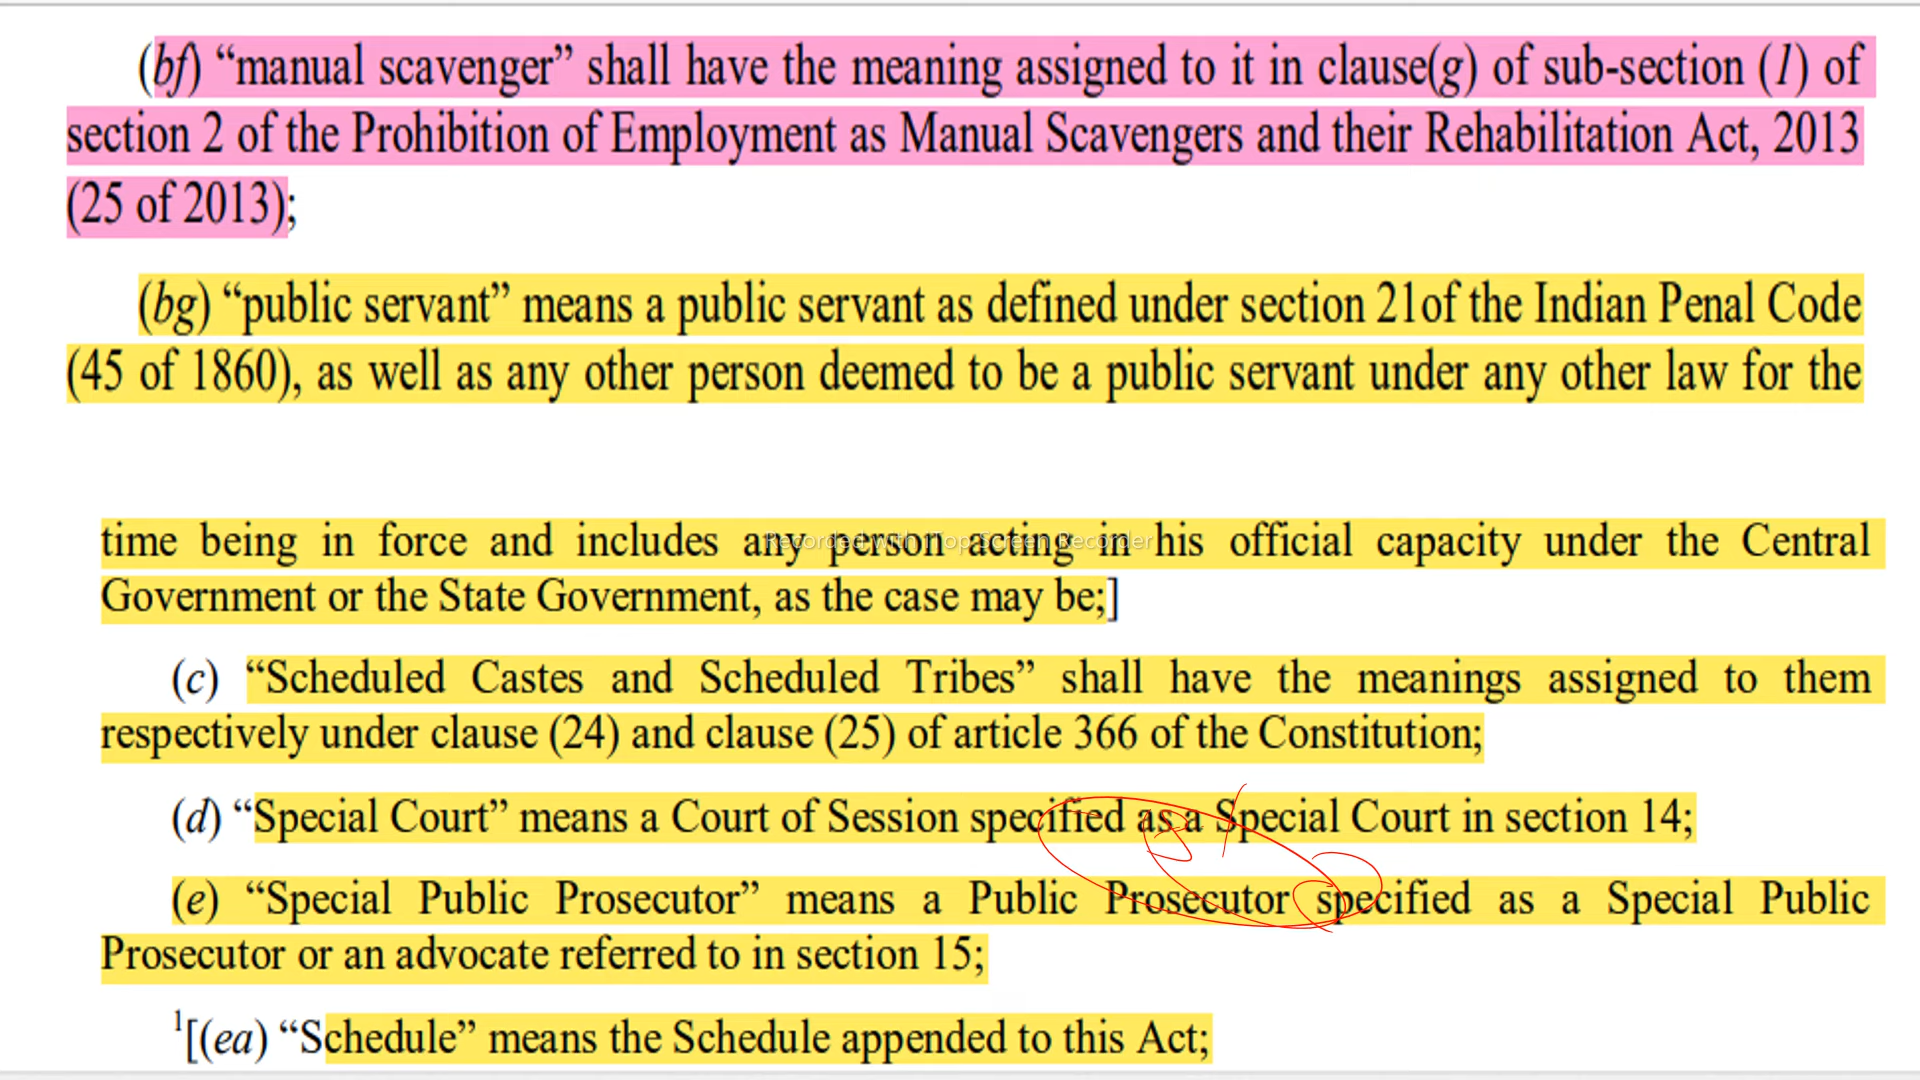 (bf) “manual scavenger” shall have the meaning assigned to it in clause(g) of sub-section (1) of
section 2 of the Prohibition of Employment as Manual Scavengers and their Rehabilitation Act, 2013
(25 of 2013);
(bg) “public servant” means a public servant as defined under section 21of the Indian Penal Code
(45 of 1860), as well as any other person deemed to be a public servant under any other law for the
time being in force and includes any person acting in his official capacity under the Central
Recorded with iTop Screen Recorder
Government or the State Government, as the case may be;]
(c) “Scheduled Castes and Scheduled Tribes” shall have the meanings assigned to them
respectively under clause (24) and clause (25) of article 366 of the Constitution;
(d) “Special Court” means a Court of Session specified as a Special Court in section 14;
(e) “Special Public Prosecutor” means a Public Prosecutor specified as a Special Public
Prosecutor or an advocate referred to in section 15;
1[(ea) “Schedule” means the Schedule appended to this Act;